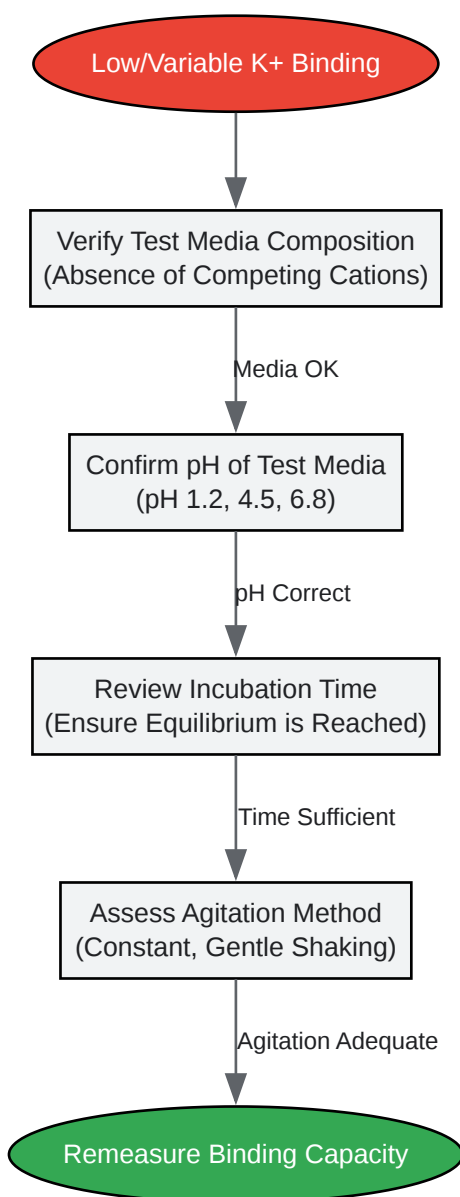 Low/Variable K+ Binding
Verify Test Media Composition
(Absence of Competing Cations)
Media OK
Confirm pH of Test Media
(pH 1.2, 4.5, 6.8)
pH Correct
Review Incubation Time
(Ensure Equilibrium is Reached)
Time Sufficient
Assess Agitation Method
(Constant, Gentle Shaking)
Agitation Adequate
Remeasure Binding Capacity